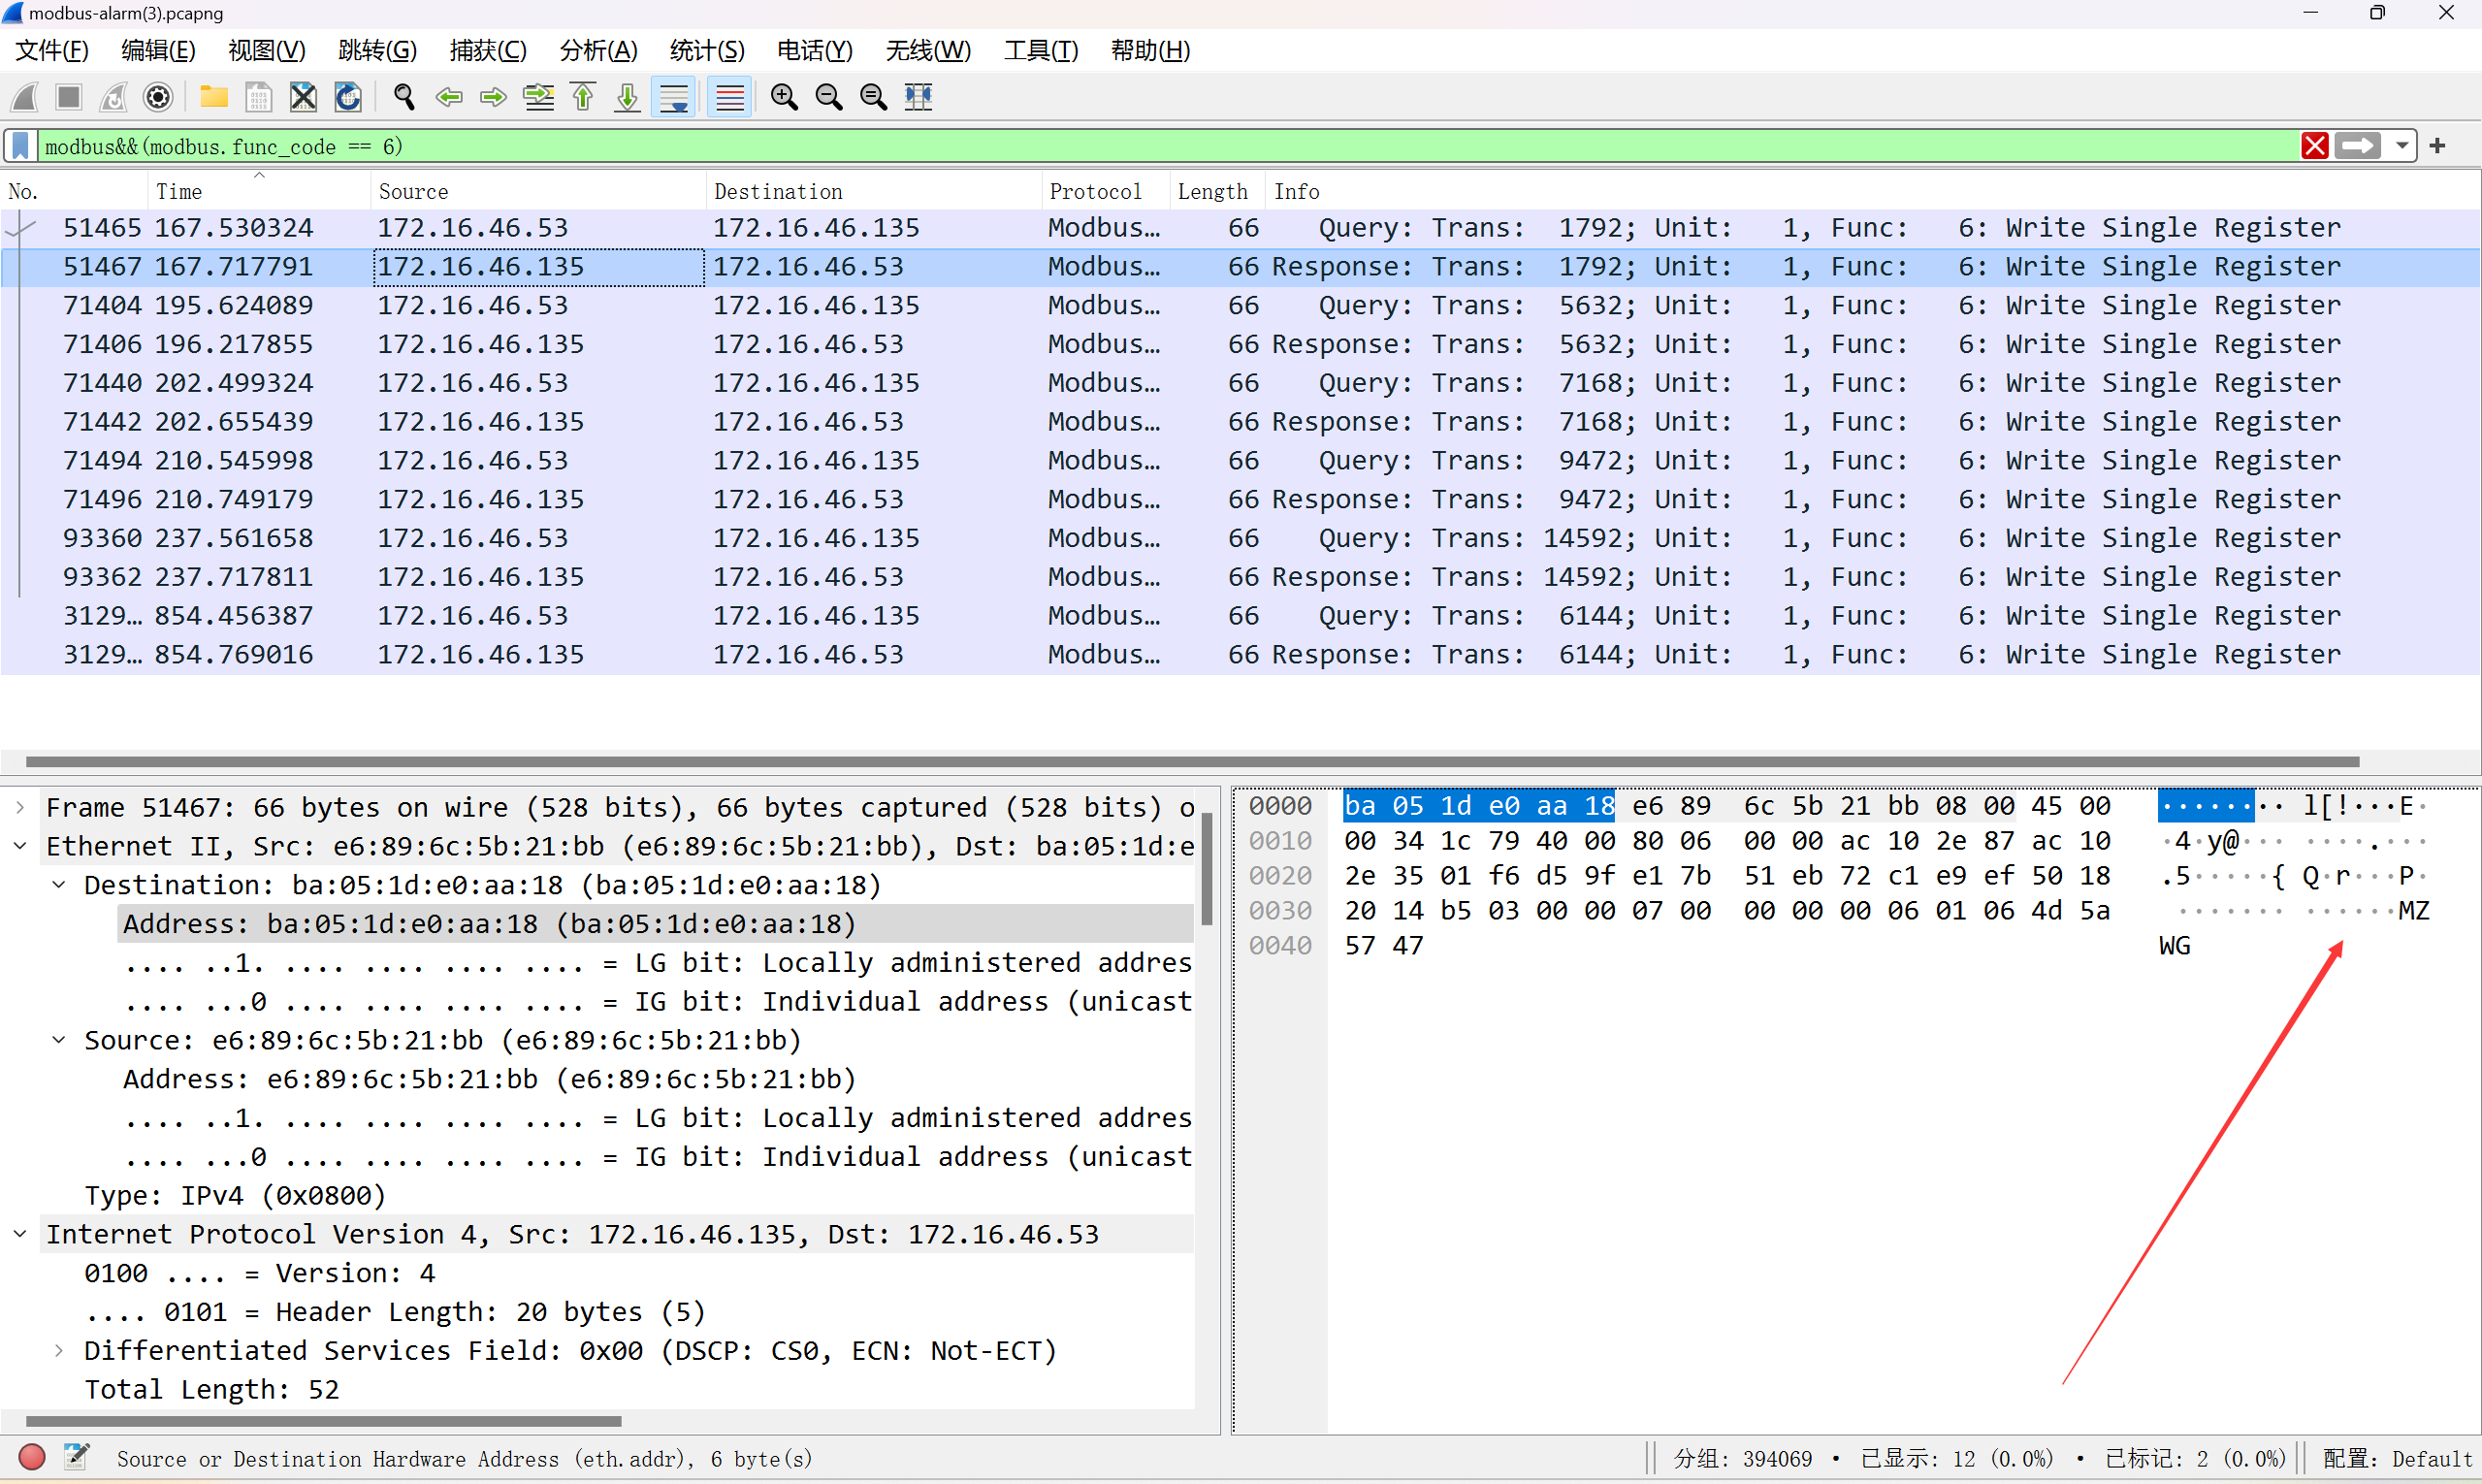 modbus-alarm(3).pcapng
文件(F) 编辑(E) 视图(V) 跳转(G) 捕获(C) 分析(A) 统计(S) 电话(Y) 无线(W) 工具(T) 帮助(H)
modbus&&(modbus.func_code == 6)
No. Time Source Destination Protocol Length Info
51465 167.530324 172.16.46.53 172.16.46.135 Modbus… 66 Query: Trans: 1792; Unit: 1, Func: 6: Write Single Register
51467 167.717791 172.16.46.135 172.16.46.53 Modbus… 66 Response: Trans: 1792; Unit: 1, Func: 6: Write Single Register
71404 195.624089 172.16.46.53 172.16.46.135 Modbus… 66 Query: Trans: 5632; Unit: 1, Func: 6: Write Single Register
71406 196.217855 172.16.46.135 172.16.46.53 Modbus… 66 Response: Trans: 5632; Unit: 1, Func: 6: Write Single Register
71440 202.499324 172.16.46.53 172.16.46.135 Modbus… 66 Query: Trans: 7168; Unit: 1, Func: 6: Write Single Register
71442 202.655439 172.16.46.135 172.16.46.53 Modbus… 66 Response: Trans: 7168; Unit: 1, Func: 6: Write Single Register
71494 210.545998 172.16.46.53 172.16.46.135 Modbus… 66 Query: Trans: 9472; Unit: 1, Func: 6: Write Single Register
71496 210.749179 172.16.46.135 172.16.46.53 Modbus… 66 Response: Trans: 9472; Unit: 1, Func: 6: Write Single Register
93360 237.561658 172.16.46.53 172.16.46.135 Modbus… 66 Query: Trans: 14592; Unit: 1, Func: 6: Write Single Register
93362 237.717811 172.16.46.135 172.16.46.53 Modbus… 66 Response: Trans: 14592; Unit: 1, Func: 6: Write Single Register
3129… 854.456387 172.16.46.53 172.16.46.135 Modbus… 66 Query: Trans: 6144; Unit: 1, Func: 6: Write Single Register
3129… 854.769016 172.16.46.135 172.16.46.53 Modbus… 66 Response: Trans: 6144; Unit: 1, Func: 6: Write Single Register
Frame 51467: 66 bytes on wire (528 bits), 66 bytes captured (528 bits) o
Ethernet II, Src: e6:89:6c:5b:21:bb (e6:89:6c:5b:21:bb), Dst: ba:05:1d:e
Destination: ba:05:1d:e0:aa:18 (ba:05:1d:e0:aa:18)
Address: ba:05:1d:e0:aa:18 (ba:05:1d:e0:aa:18)
.... ..1. .... .... .... .... = LG bit: Locally administered addres
.... ...0 .... .... .... .... = IG bit: Individual address (unicast
Source: e6:89:6c:5b:21:bb (e6:89:6c:5b:21:bb)
Address: e6:89:6c:5b:21:bb (e6:89:6c:5b:21:bb)
.... ..1. .... .... .... .... = LG bit: Locally administered addres
.... ...0 .... .... .... .... = IG bit: Individual address (unicast
Type: IPv4 (0x0800)
Internet Protocol Version 4, Src: 172.16.46.135, Dst: 172.16.46.53
0100 .... = Version: 4
.... 0101 = Header Length: 20 bytes (5)
Differentiated Services Field: 0x00 (DSCP: CS0, ECN: Not-ECT)
Total Length: 52
0000 ba 05 1d e0 aa 18 e6 89 6c 5b 21 bb 08 00 45 00 ········ l[!···E·
0010 00 34 1c 79 40 00 80 06 00 00 ac 10 2e 87 ac 10 ·4·y@··· ····.···
0020 2e 35 01 f6 d5 9f e1 7b 51 eb 72 c1 e9 ef 50 18 .5·····{ Q·r···P·
0030 20 14 b5 03 00 00 07 00 00 00 00 06 01 06 4d 5a ······· ······MZ
0040 57 47 WG
Source or Destination Hardware Address (eth.addr), 6 byte(s) 分组: 394069 · 已显示: 12 (0.0%) · 已标记: 2 (0.0%) 配置: Default